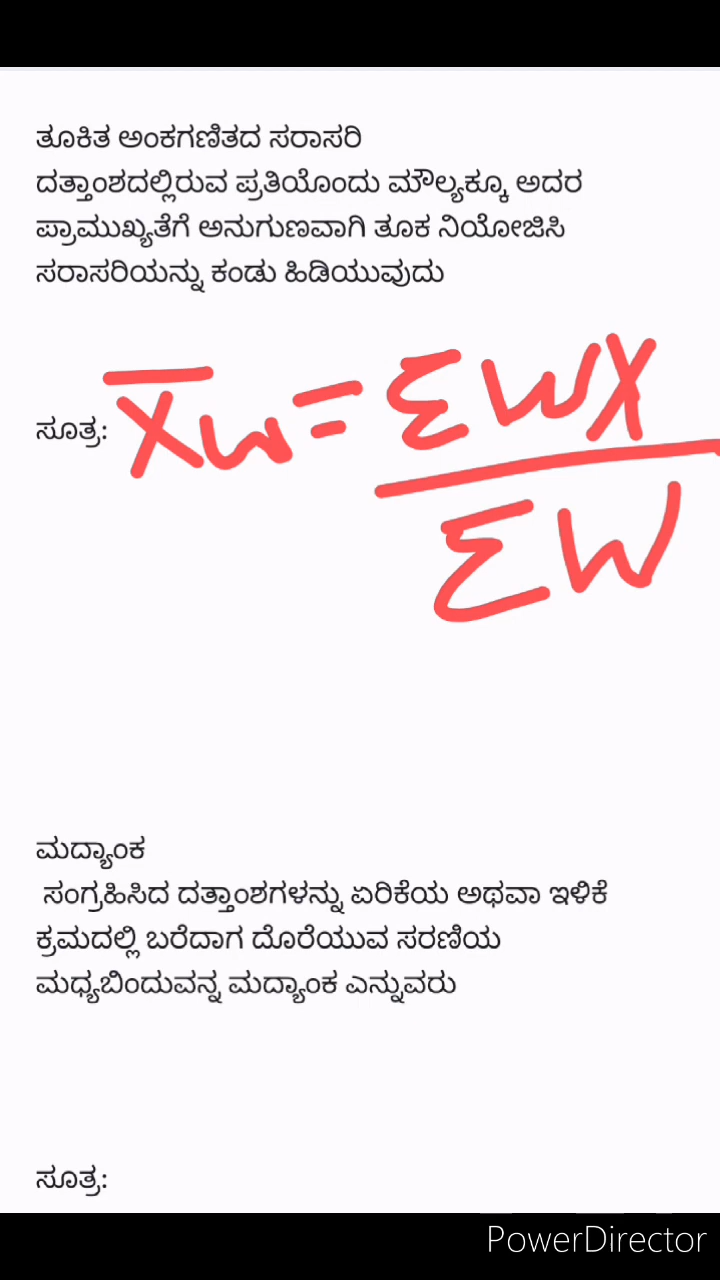 ತೂಕಿತ ಅಂಕಗಣಿತದ ಸರಾಸರಿ
ದತ್ತಾಂಶದಲ್ಲಿರುವ ಪ್ರತಿಯೊಂದು ಮೌಲ್ಯಕ್ಕೂ ಅದರ
ಪ್ರಾಮುಖ್ಯತೆಗೆ ಅನುಗುಣವಾಗಿ ತೂಕ ನಿಯೋಜಿಸಿ
ಸರಾಸರಿಯನ್ನು ಕಂಡು ಹಿಡಿಯುವುದು
ಸೂತ್ರ: X̅w = ΣWX
ΣW
ಮದ್ಯಾಂಕ
ಸಂಗ್ರಹಿಸಿದ ದತ್ತಾಂಶಗಳನ್ನು ಏರಿಕೆಯ ಅಥವಾ ಇಳಿಕೆ
ಕ್ರಮದಲ್ಲಿ ಬರೆದಾಗ ದೊರೆಯುವ ಸರಣಿಯ
ಮಧ್ಯಬಿಂದುವನ್ನ ಮದ್ಯಾಂಕ ಎನ್ನುವರು
ಸೂತ್ರ:
PowerDirector